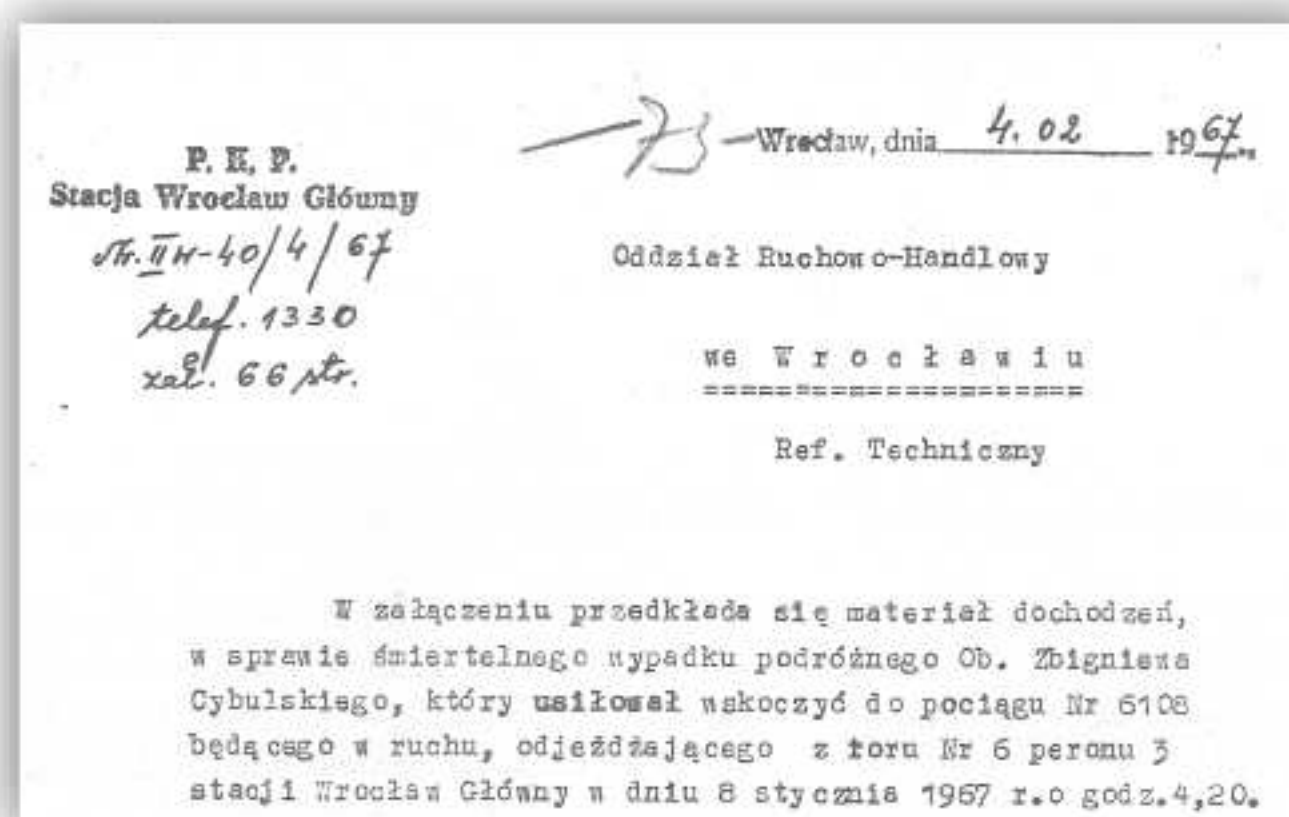 Wrocław, dnia 4. 02 1967
P. K. P.
Stacja Wrocław Główny
Nr. II H-40/4/67
telef. 1330
zał. 66 str.
Oddział Ruchowo-Handlowy
we W r o c ł a w i u
======================
Ref. Techniczny
W załączeniu przedkłada się materiał dochodzeń,
w sprawie śmiertelnego wypadku podróżnego Ob. Zbigniewa
Cybulskiego, który usiłował wskoczyć do pociągu Nr 6108
będącego w ruchu, odjeżdżającego z toru Nr 6 peronu 3
stacji Wrocław Główny w dniu 8 stycznia 1967 r.o godz.4,20.